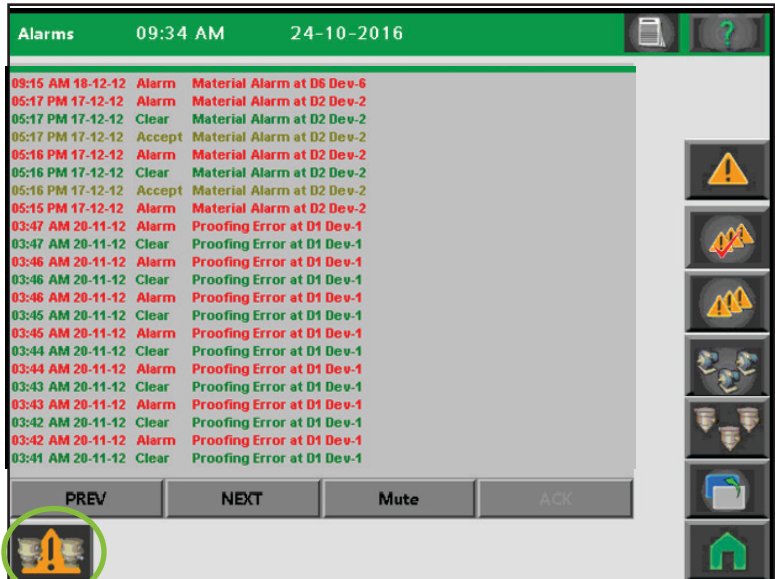 Alarms 09:34 AM 24-10-2016 ?
09:15 AM 18-12-12 Alarm Material Alarm at D6 Dev-6
05:17 PM 17-12-12 Alarm Material Alarm at D2 Dev-2
05:17 PM 17-12-12 Clear Material Alarm at D2 Dev-2
05:17 PM 17-12-12 Accept Material Alarm at D2 Dev-2
05:16 PM 17-12-12 Alarm Material Alarm at D2 Dev-2
05:16 PM 17-12-12 Clear Material Alarm at D2 Dev-2
05:16 PM 17-12-12 Accept Material Alarm at D2 Dev-2
05:15 PM 17-12-12 Alarm Material Alarm at D2 Dev-2
03:47 AM 20-11-12 Alarm Proofing Error at D1 Dev-1
03:47 AM 20-11-12 Clear Proofing Error at D1 Dev-1
03:46 AM 20-11-12 Alarm Proofing Error at D1 Dev-1
03:46 AM 20-11-12 Clear Proofing Error at D1 Dev-1
03:46 AM 20-11-12 Alarm Proofing Error at D1 Dev-1
03:45 AM 20-11-12 Clear Proofing Error at D1 Dev-1
03:45 AM 20-11-12 Alarm Proofing Error at D1 Dev-1
03:44 AM 20-11-12 Clear Proofing Error at D1 Dev-1
03:44 AM 20-11-12 Alarm Proofing Error at D1 Dev-1
03:43 AM 20-11-12 Clear Proofing Error at D1 Dev-1
03:43 AM 20-11-12 Alarm Proofing Error at D1 Dev-1
03:42 AM 20-11-12 Clear Proofing Error at D1 Dev-1
03:42 AM 20-11-12 Alarm Proofing Error at D1 Dev-1
03:41 AM 20-11-12 Clear Proofing Error at D1 Dev-1
PREV NEXT Mute ACK